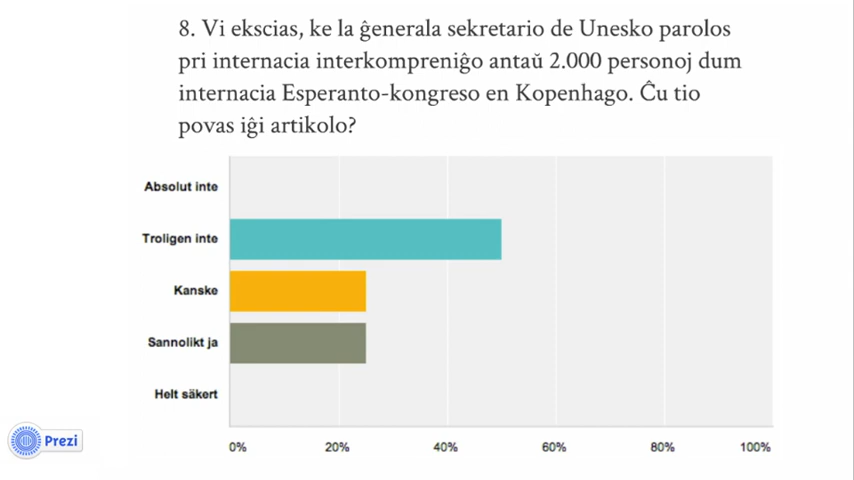 8. Vi ekscias, ke la ĝenerala sekretario de Unesko parolos
pri internacia interkompreniĝo antaŭ 2.000 personoj dum
internacia Esperanto-kongreso en Kopenhago. Ĉu tio
povas iĝi artikolo?
Absolut inte
Troligen inte
Kanske
Sannolikt ja
Helt säkert
0% 20% 40% 60% 80% 100%
Prezi